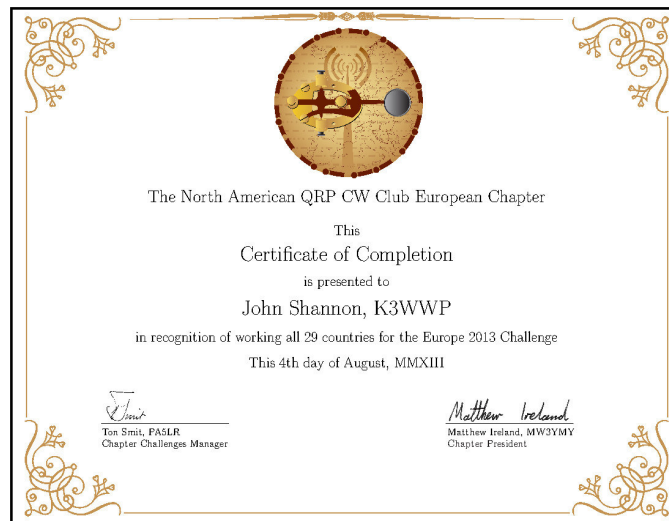 The North American QRP CW Club European Chapter
This
Certificate of Completion
is presented to
John Shannon, K3WWP
in recognition of working all 29 countries for the Europe 2013 Challenge
This 4th day of August, MMXIII
Smit
Ton Smit, PA5LR
Chapter Challenges Manager
Matthew Ireland
Matthew Ireland, MW3YMY
Chapter President